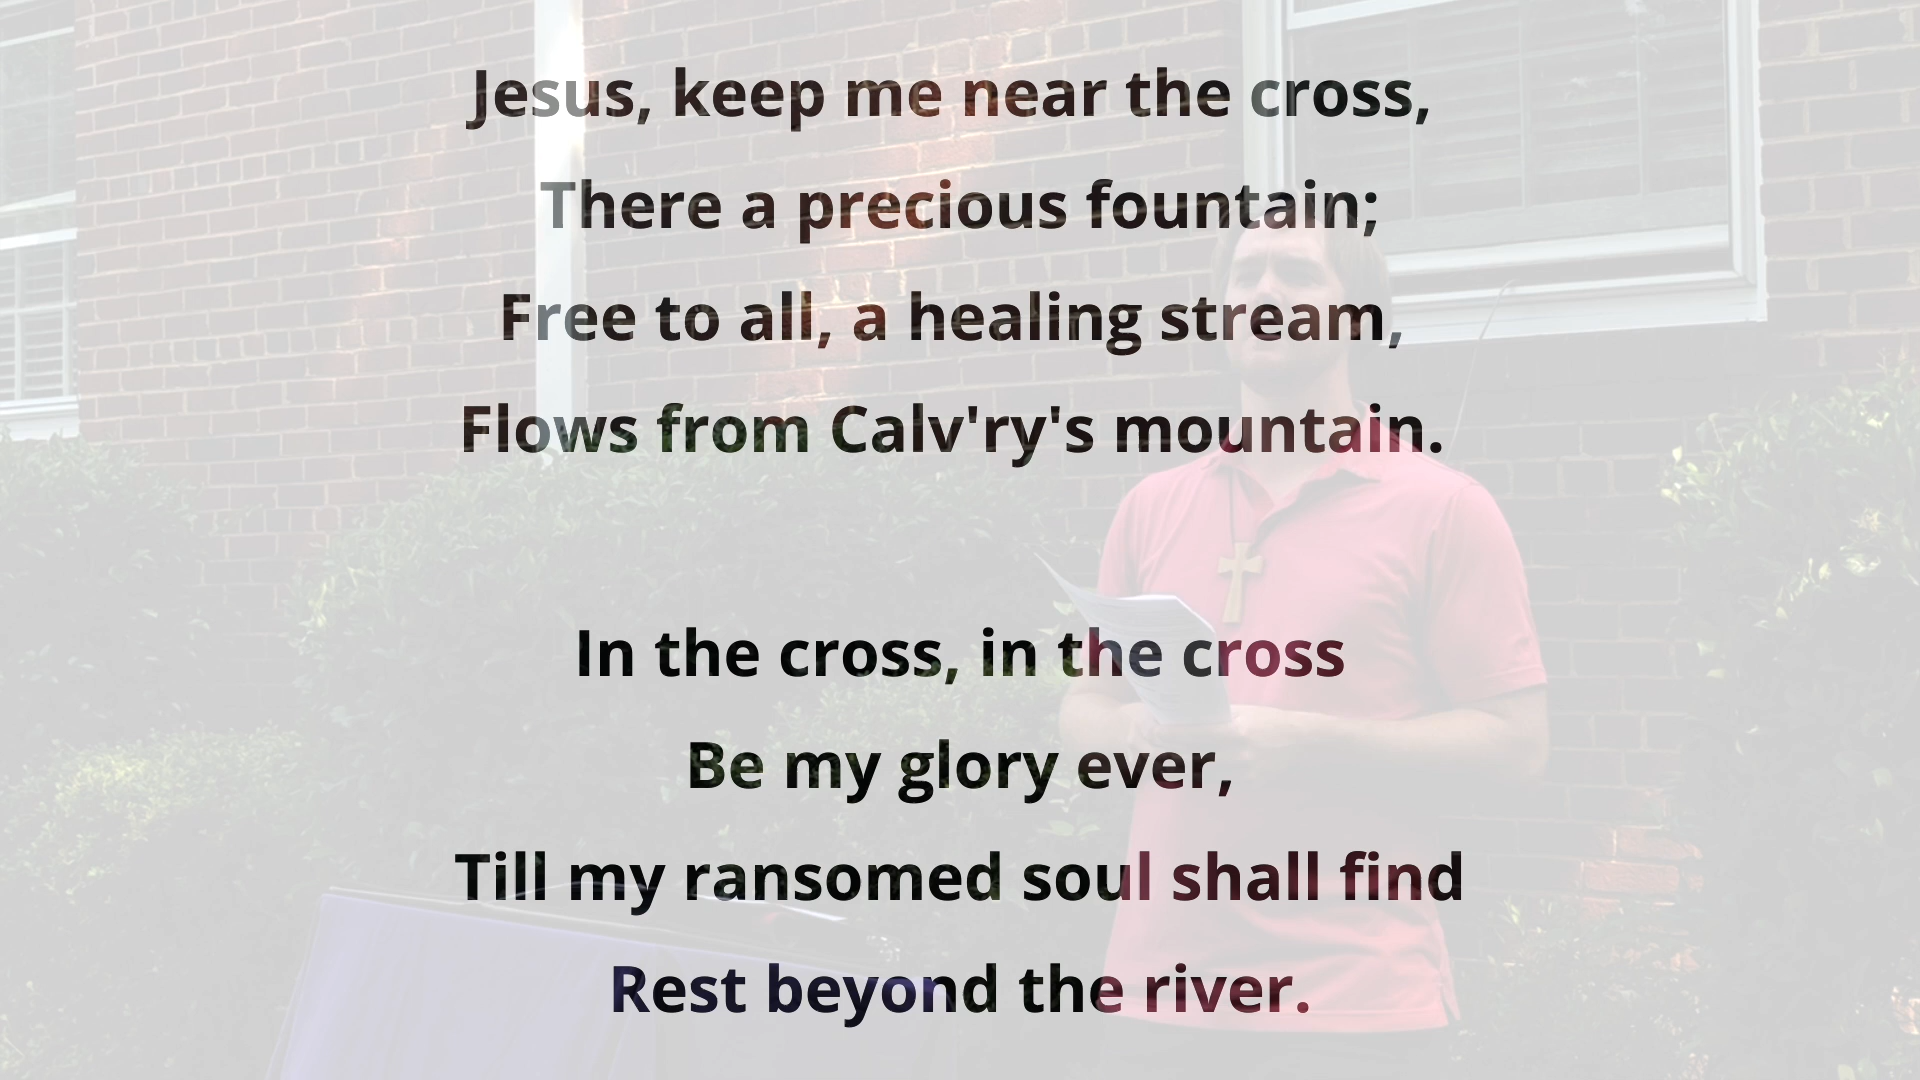 Jesus, keep me near the cross,
There a precious fountain;
Free to all, a healing stream,
Flows from Calv'ry's mountain.
In the cross, in the cross
Be my glory ever,
Till my ransomed soul shall find
Rest beyond the river.